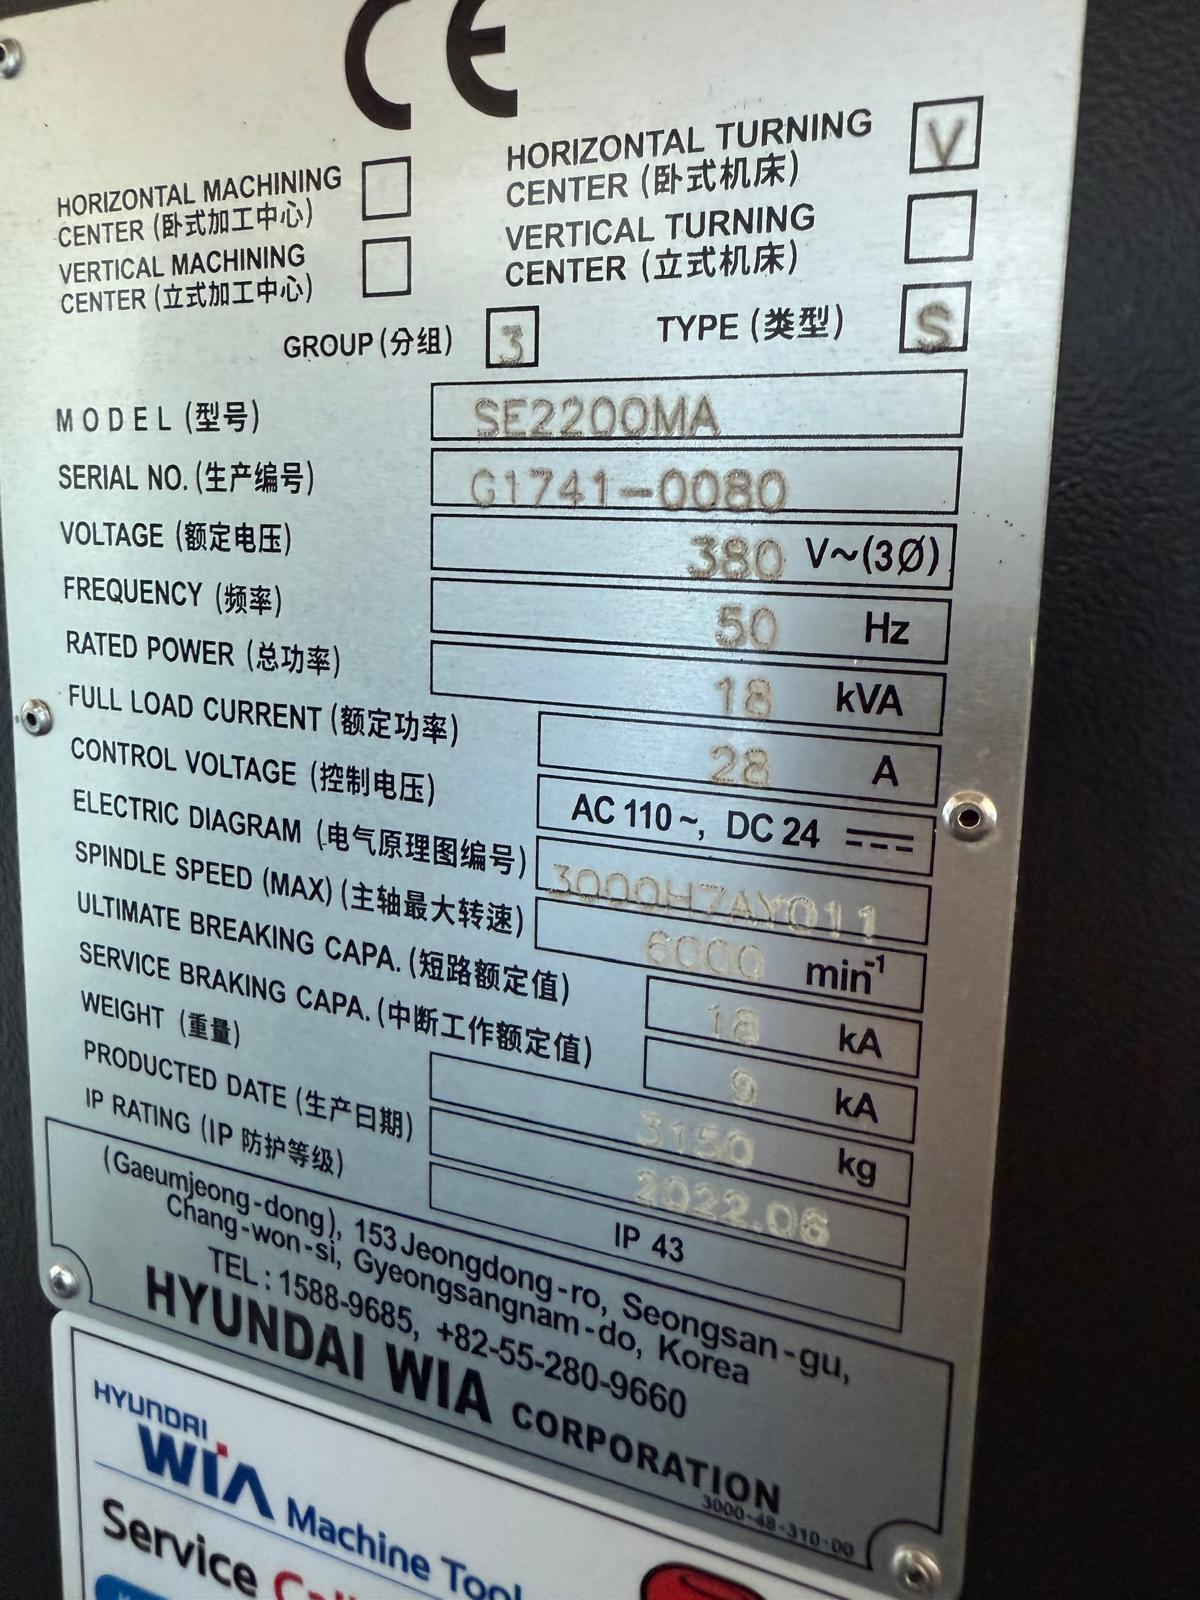 CE
HORIZONTAL MACHINING
CENTER (卧式加工中心)
VERTICAL MACHINING
CENTER (立式加工中心)
HORIZONTAL TURNING
CENTER (卧式机床) V
VERTICAL TURNING
CENTER (立式机床)
GROUP (分组) 3 TYPE (类型) S
MODEL (型号) SE2200MA
SERIAL NO. (生产编号) G1741-0080
VOLTAGE (额定电压) 380 V~(3Ø)
FREQUENCY (频率) 50 Hz
RATED POWER (总功率) 18 kVA
FULL LOAD CURRENT (额定功率) 28 A
CONTROL VOLTAGE (控制电压) AC 110 ~, DC 24
ELECTRIC DIAGRAM (电气原理图编号) 3000H7AY011
SPINDLE SPEED (MAX) (主轴最大转速) 6000 min-1
ULTIMATE BREAKING CAPA. (短路额定值) 18 kA
SERVICE BRAKING CAPA. (中断工作额定值) 9 kA
WEIGHT (重量) 3150 kg
PRODUCTED DATE (生产日期) 2022.06
IP RATING (IP 防护等级) IP 43
(Gaeumjeong-dong), 153 Jeongdong-ro, Seongsan-gu,
Chang-won-si, Gyeongsangnam-do, Korea
TEL : 1588-9685, +82-55-280-9660
HYUNDAI WIA CORPORATION
3000-48-310-00
HYUNDAI
WIA Machine Tool
Service